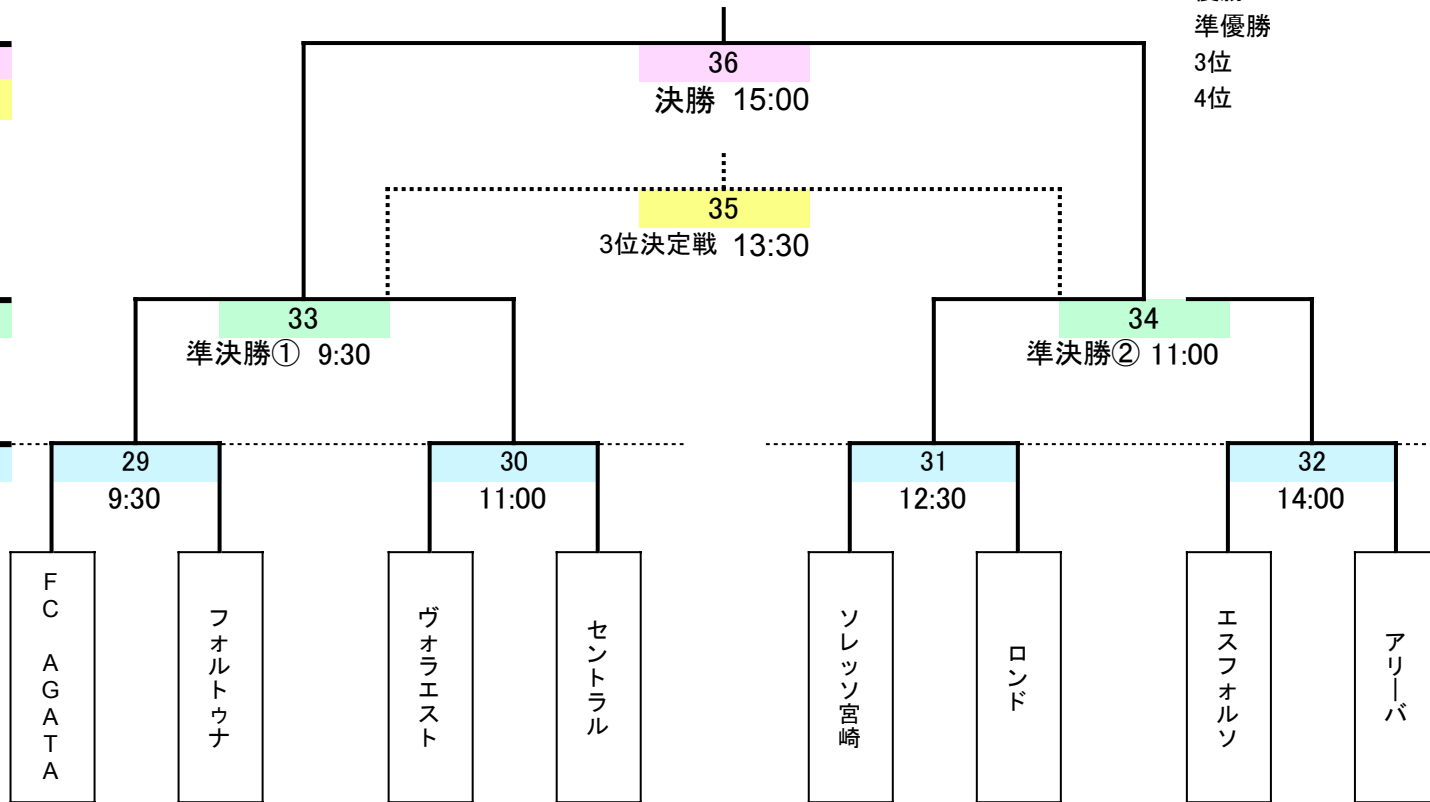 準優勝
3位
4位
36
決勝 15:00
35
3位決定戦 13:30
33
準決勝① 9:30
34
準決勝② 11:00
29
9:30
30
11:00
31
12:30
32
14:00
FC AGATA
フォルトゥナ
ヴォラエスト
セントラル
ソレッソ宮崎
ロンド
エスフォルソ
アリーバ